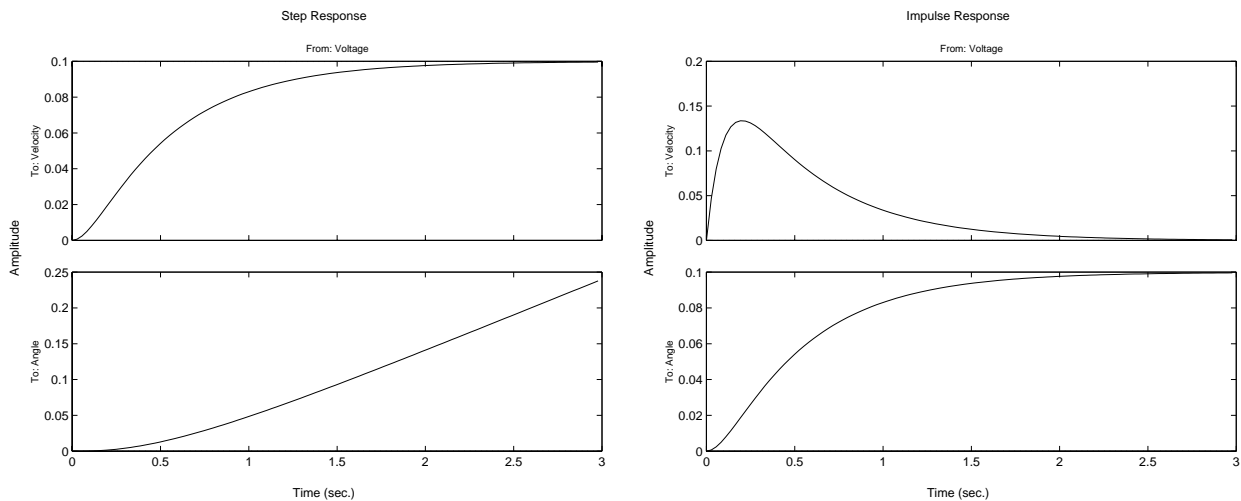 Step Response
From: Voltage
To: Velocity
0.1
0.08
0.06
0.04
0.02
0
Amplitude
To: Angle
0.25
0.2
0.15
0.1
0.05
0
0 0.5 1 1.5 2 2.5 3
Time (sec.)
Impulse Response
From: Voltage
To: Velocity
0.2
0.15
0.1
0.05
0
Amplitude
To: Angle
0.1
0.08
0.06
0.04
0.02
0
0 0.5 1 1.5 2 2.5 3
Time (sec.)